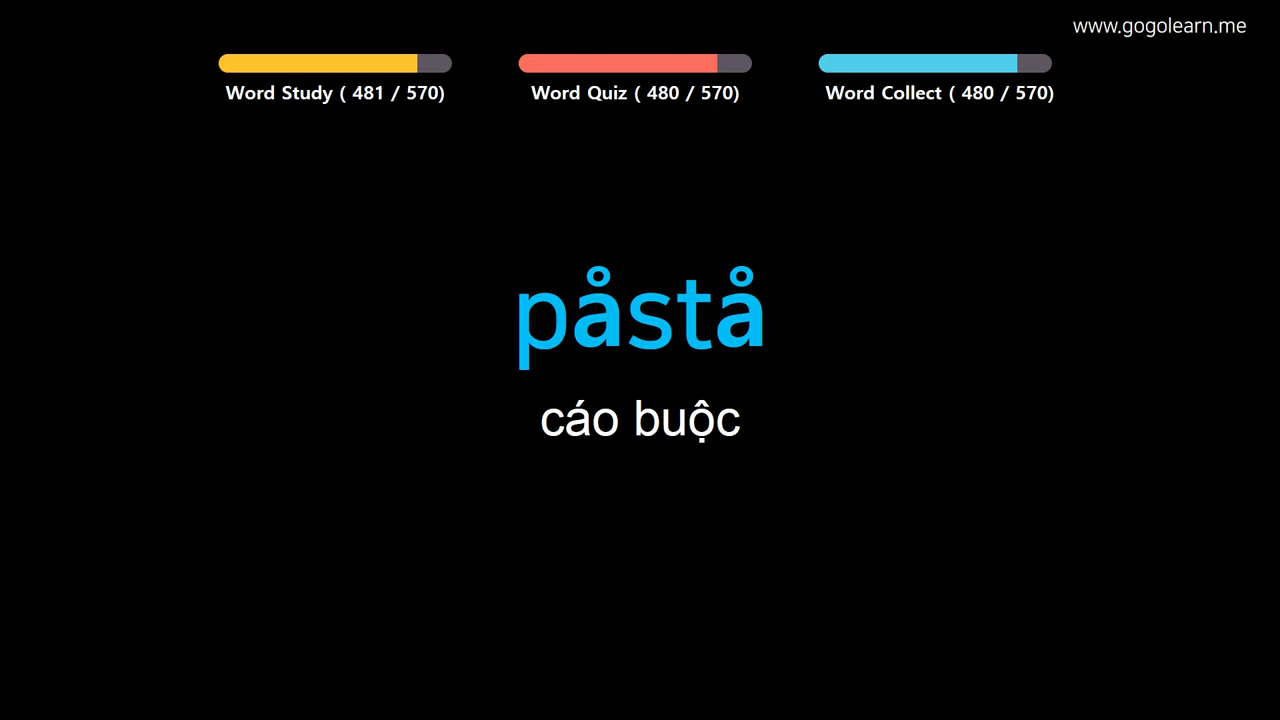 www.gogolearn.me
Word Study ( 481 / 570)
Word Quiz ( 480 / 570)
Word Collect ( 480 / 570)
påstå
cáo buộc